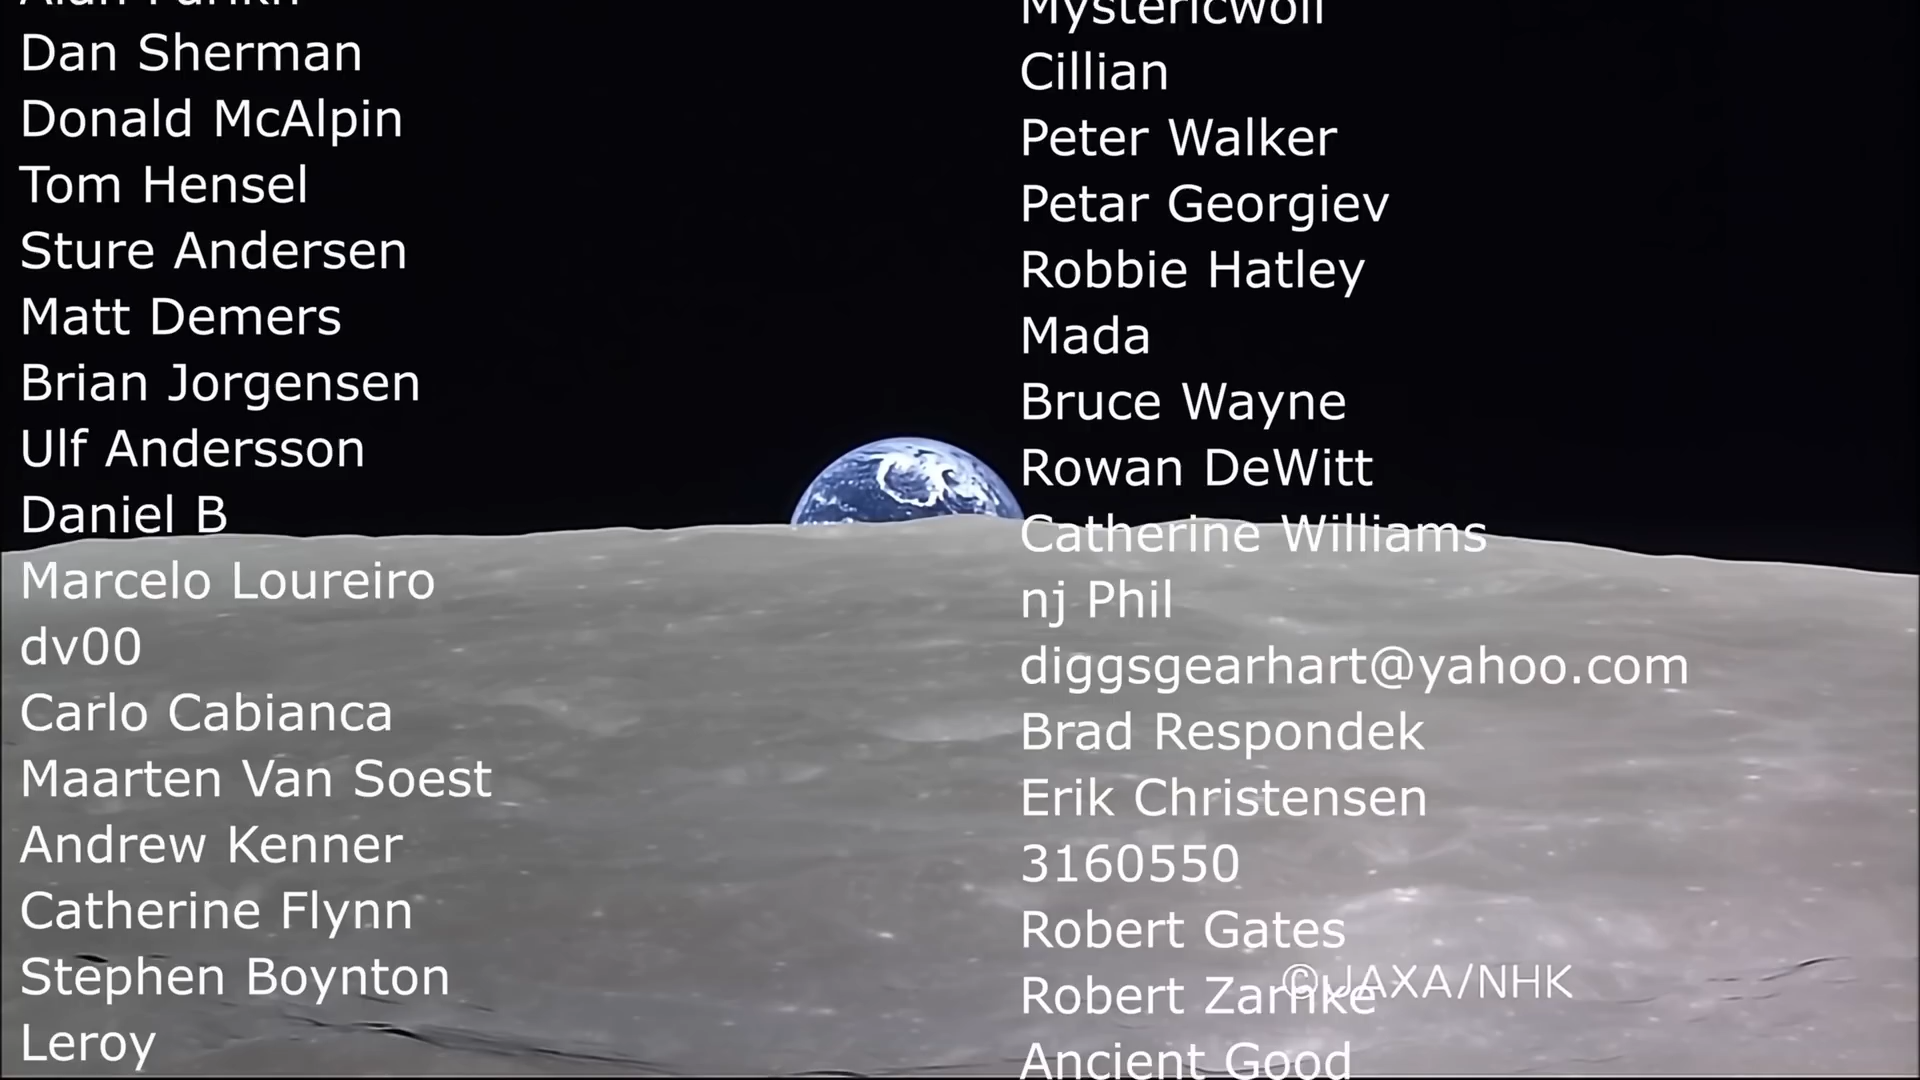 Dan Sherman
Donald McAlpin
Tom Hensel
Sture Andersen
Matt Demers
Brian Jorgensen
Ulf Andersson
Daniel B
Marcelo Loureiro
dv00
Carlo Cabianca
Maarten Van Soest
Andrew Kenner
Catherine Flynn
Stephen Boynton
Leroy
Mystericwolf
Cillian
Peter Walker
Petar Georgiev
Robbie Hatley
Mada
Bruce Wayne
Rowan DeWitt
Catherine Williams
nj Phil
diggsgearhart@yahoo.com
Brad Respondek
Erik Christensen
3160550
Robert Gates
Robert Zarnke
Ancient Good
©JAXA/NHK